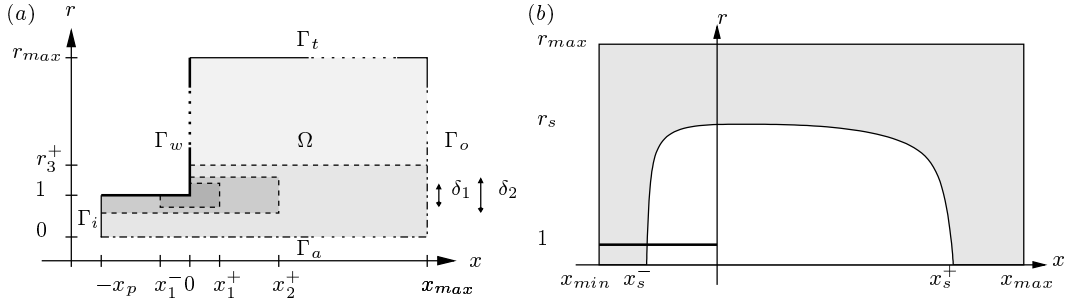 (a)
r
Γ_t
r_max
Γ_w
Ω
Γ_o
r_3^+
1
δ_1
δ_2
Γ_i
0
Γ_a
x
-x_p
x_1^-
0
x_1^+
x_2^+
x_max
(b)
r
r_max
r_s
1
x
x_min
x_s^-
x_s^+
x_max